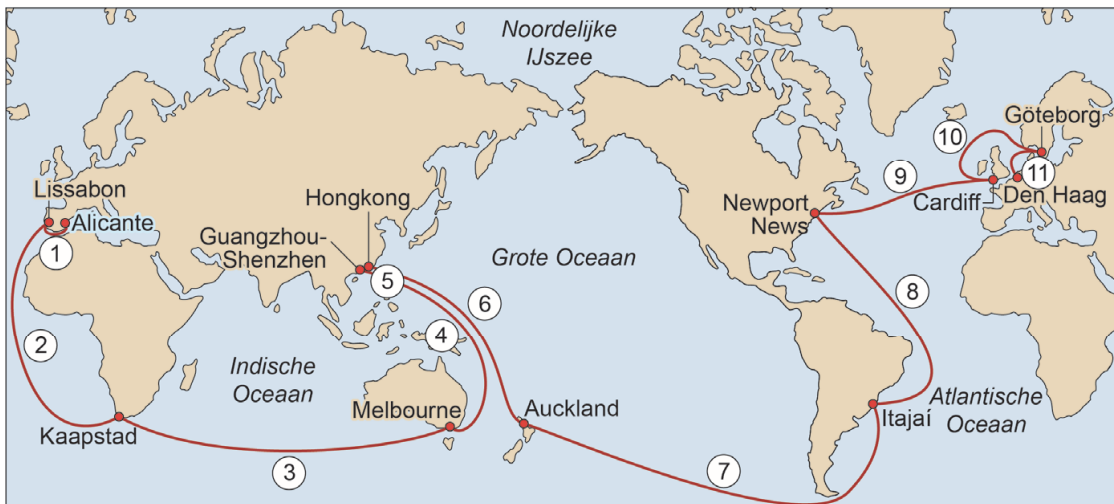 Noordelijke
IJszee
Göteborg
10
11
9
Lissabon
Hongkong
Den Haag
Cardiff
Newport
News
Alicante
1
Guangzhou-
Shenzhen
Grote Oceaan
5
6
8
4
2
Indische
Oceaan
Melbourne
Auckland
Atlantische
Oceaan
Itajaí
Kaapstad
3
7